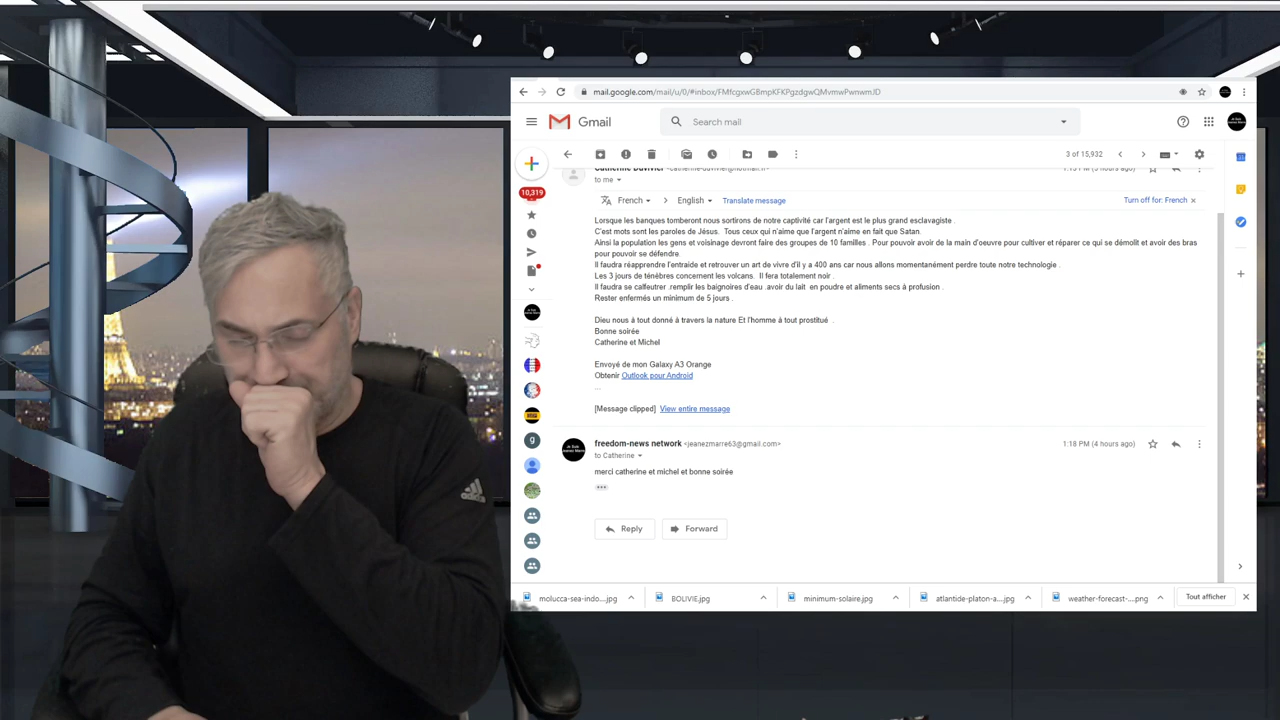 mail.google.com/mail/u/0/#inbox/FMfcgxwGBmpKFKPgzdgwQMvmwPwnwmJD
Gmail
Search mail
3 of 15,932
to me
10,319
French > English Translate message
Turn off for: French ×
Lorsque les banques tomberont nous sortirons de notre captivité car l'argent est le plus grand esclavagiste .
C'est mots sont les paroles de Jésus. Tous ceux qui n'aime que l'argent n'aime en fait que Satan.
Ainsi la population les gens et voisinage devront faire des groupes de 10 familles . Pour pouvoir avoir de la main d'oeuvre pour cultiver et réparer ce qui se démolit et avoir des bras
pour pouvoir se défendre.
Il faudra réapprendre l'entraide et retrouver un art de vivre d'il y a 400 ans car nous allons momentanément perdre toute notre technologie .
Les 3 jours de ténèbres concernent les volcans. Il fera totalement noir .
Il faudra se calfeutrer .remplir les baignoires d'eau .avoir du lait en poudre et aliments secs à profusion .
Rester enfermés un minimum de 5 jours .
Dieu nous à tout donné à travers la nature Et l'homme à tout prostitué .
Bonne soirée
Catherine et Michel
Envoyé de mon Galaxy A3 Orange
Obtenir Outlook pour Android
...
[Message clipped] View entire message
freedom-news network <jeanezmarre63@gmail.com>
1:18 PM (4 hours ago)
to Catherine
merci catherine et michel et bonne soirée
Reply
Forward
molucca-sea-indo....jpg
BOLIVIE.jpg
minimum-solaire.jpg
atlantide-platon-a....jpg
weather-forecast-....png
Tout afficher